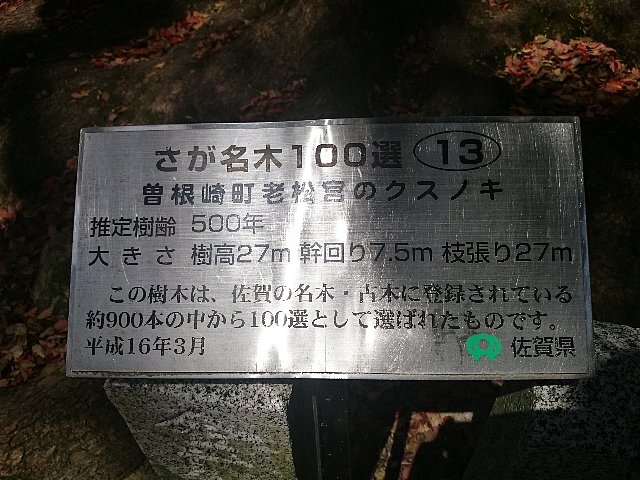 さが名木100選 13
曽根崎町老松宮のクスノキ
推定樹齢 500年
大きさ 樹高27m 幹回り7.5m 枝張り27m
この樹木は、佐賀の名木・古木に登録されている
約900本の中から100選として選ばれたものです。
平成16年3月 佐賀県